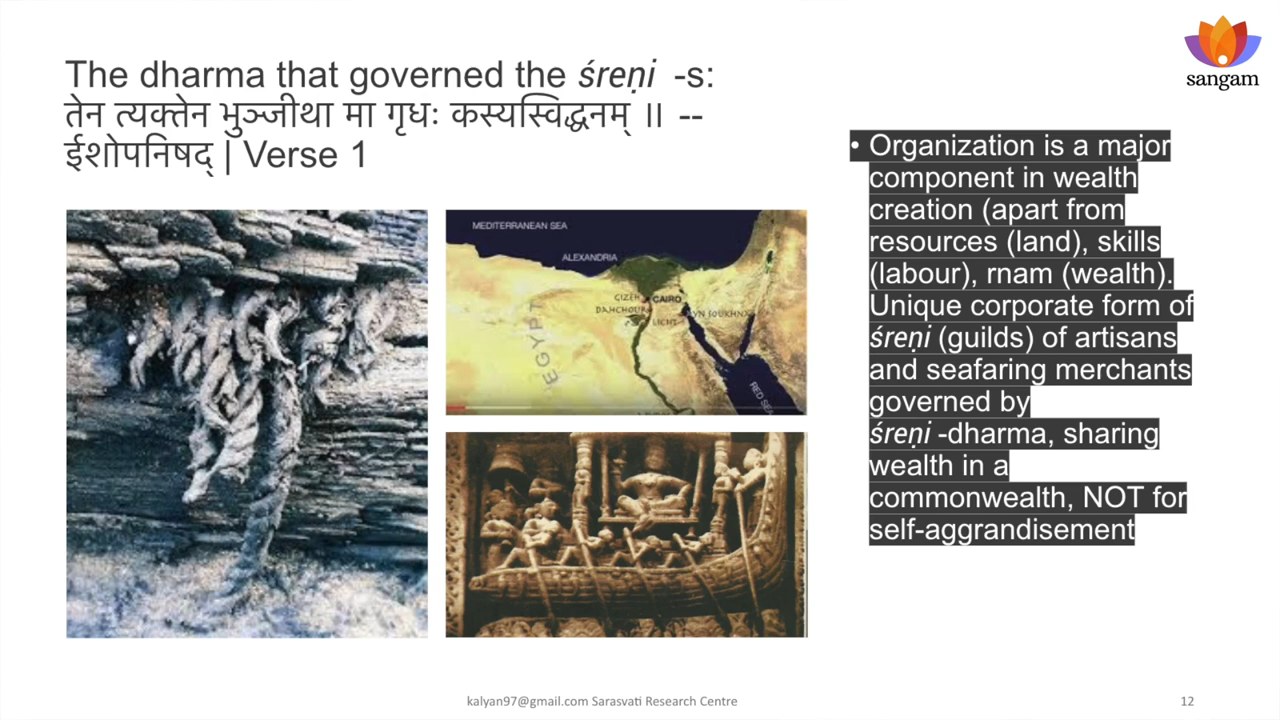 The dharma that governed the śreṇi -s:
तेन त्यक्तेन भुञ्जीथा मा गृधः कस्यस्विद्धनम् ॥ --
ईशोपनिषद् | Verse 1
sangam
• Organization is a major
component in wealth
creation (apart from
resources (land), skills
(labour), rnam (wealth).
Unique corporate form of
śreṇi (guilds) of artisans
and seafaring merchants
governed by
śreṇi -dharma, sharing
wealth in a
commonwealth, NOT for
self-aggrandisement
MEDITERRANEAN SEA
ALEXANDRIA
GIZEH
CAIRO
DAHCHOUR
LICHT
EGYPT
RED SEA
kalyan97@gmail.com Sarasvati Research Centre
12